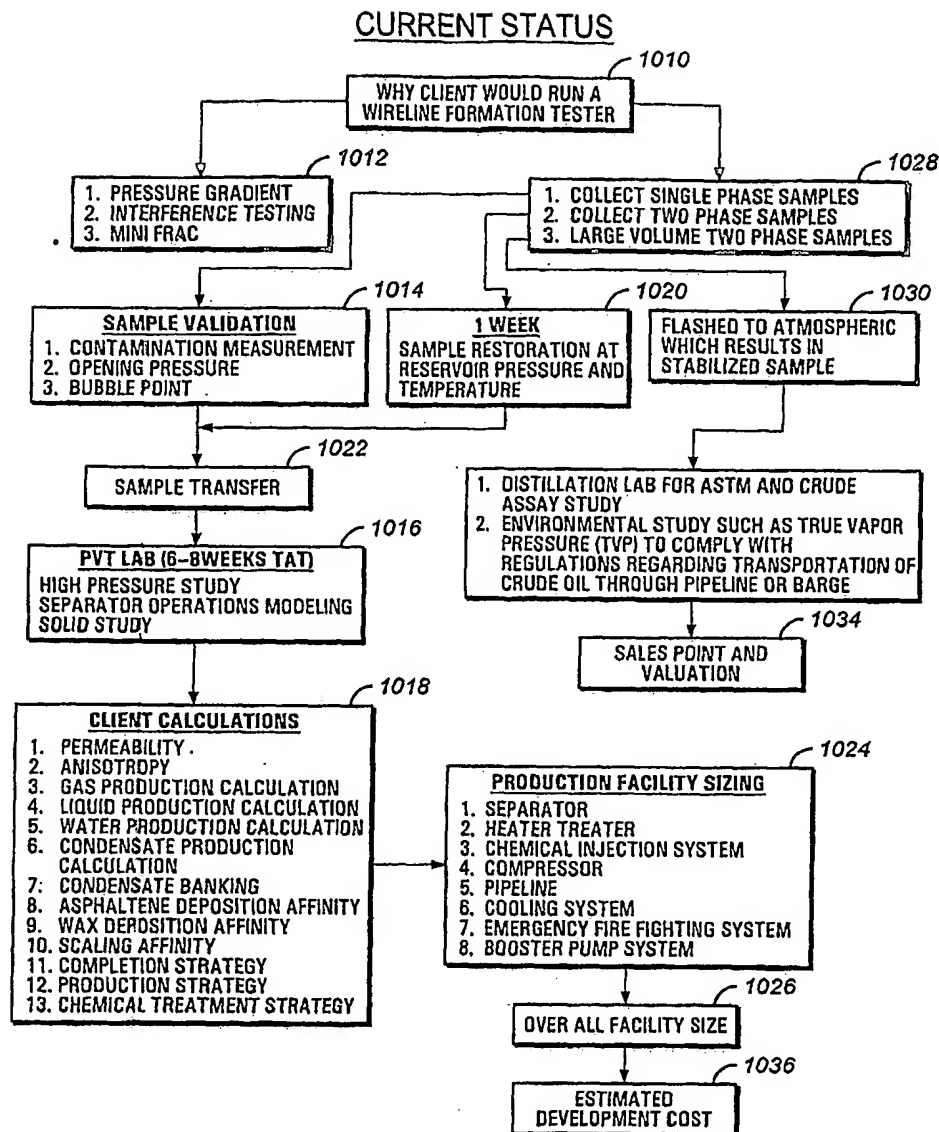 CURRENT STATUS
1010
WHY CLIENT WOULD RUN A
WIRELINE FORMATION TESTER
1012
1. PRESSURE GRADIENT
2. INTERFERENCE TESTING
3. MINI FRAC
1028
1. COLLECT SINGLE PHASE SAMPLES
2. COLLECT TWO PHASE SAMPLES
3. LARGE VOLUME TWO PHASE SAMPLES
1014
SAMPLE VALIDATION
1. CONTAMINATION MEASUREMENT
2. OPENING PRESSURE
3. BUBBLE POINT
1020
1 WEEK
SAMPLE RESTORATION AT
RESERVOIR PRESSURE AND
TEMPERATURE
1030
FLASHED TO ATMOSPHERIC
WHICH RESULTS IN
STABILIZED SAMPLE
1022
SAMPLE TRANSFER
1. DISTILLATION LAB FOR ASTM AND CRUDE
ASSAY STUDY
2. ENVIRONMENTAL STUDY SUCH AS TRUE VAPOR
PRESSURE (TVP) TO COMPLY WITH
REGULATIONS REGARDING TRANSPORTATION OF
CRUDE OIL THROUGH PIPELINE OR BARGE
1016
PVT LAB (6-8WEEKS TAT)
HIGH PRESSURE STUDY
SEPARATOR OPERATIONS MODELING
SOLID STUDY
1034
SALES POINT AND
VALUATION
1018
CLIENT CALCULATIONS
1. PERMEABILITY.
2. ANISOTROPY
3. GAS PRODUCTION CALCULATION
4. LIQUID PRODUCTION CALCULATION
5. WATER PRODUCTION CALCULATION
6. CONDENSATE PRODUCTION
CALCULATION
7: CONDENSATE BANKING
8. ASPHALTENE DEPOSITION AFFINITY
9. WAX DEPOSITION AFFINITY
10. SCALING AFFINITY
11. COMPLETION STRATEGY
12. PRODUCTION STRATEGY
13. CHEMICAL TREATMENT STRATEGY
1024
PRODUCTION FACILITY SIZING
1. SEPARATOR
2. HEATER TREATER
3. CHEMICAL INJECTION SYSTEM
4. COMPRESSOR
5. PIPELINE
6. COOLING SYSTEM
7. EMERGENCY FIRE FIGHTING SYSTEM
8. BOOSTER PUMP SYSTEM
1026
OVER ALL FACILITY SIZE
1036
ESTIMATED
DEVELOPMENT COST